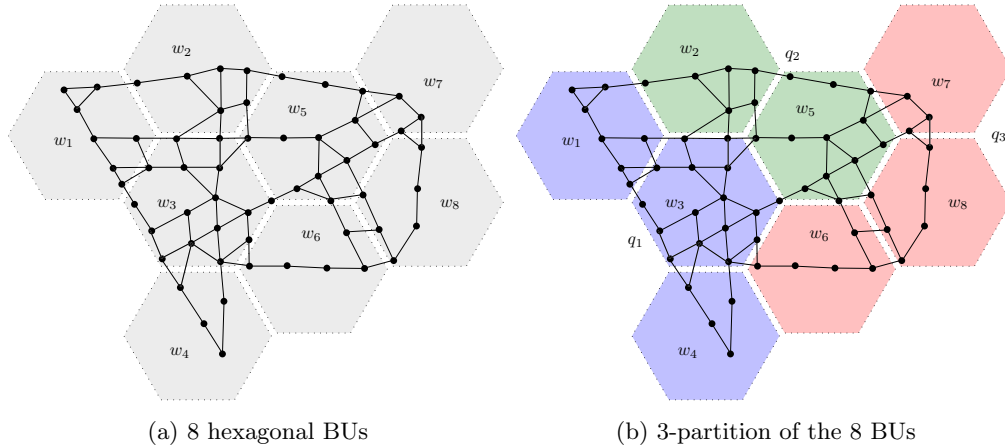 w2
w7
w1
w5
w3
w8
w6
w4
(a) 8 hexagonal BUs
w2
q2
w7
w5
q3
w1
w3
w8
q1
w6
w4
(b) 3-partition of the 8 BUs